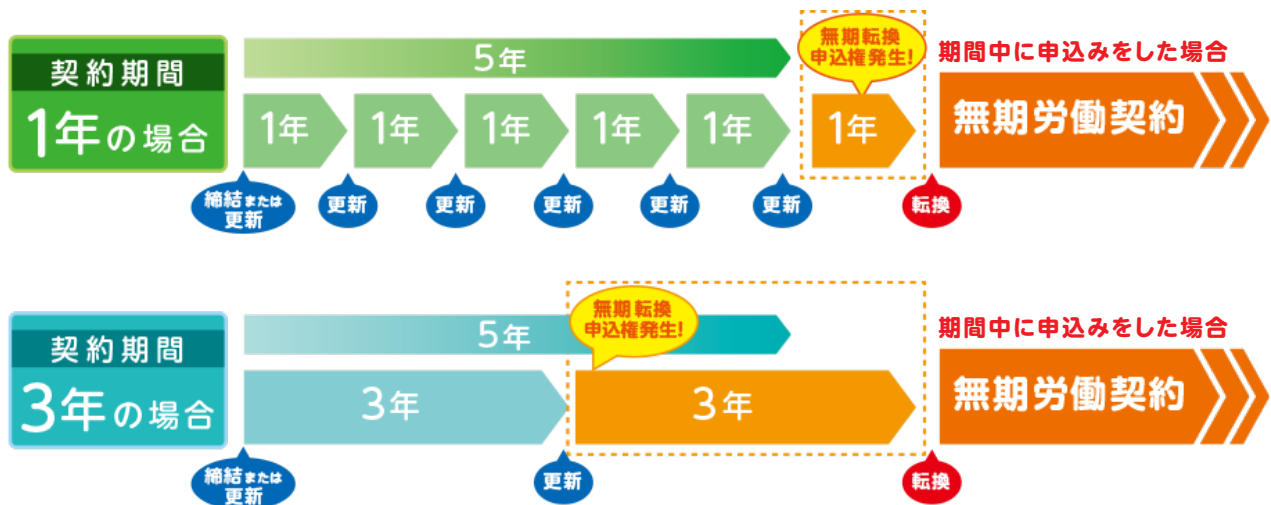 契約期間
1年の場合
5年
無期転換
申込権発生!
期間中に申込みをした場合
1年
1年
1年
1年
1年
1年
無期労働契約
締結または
更新
更新
更新
更新
更新
更新
転換
契約期間
3年の場合
5年
無期転換
申込権発生!
期間中に申込みをした場合
3年
3年
無期労働契約
締結または
更新
更新
転換